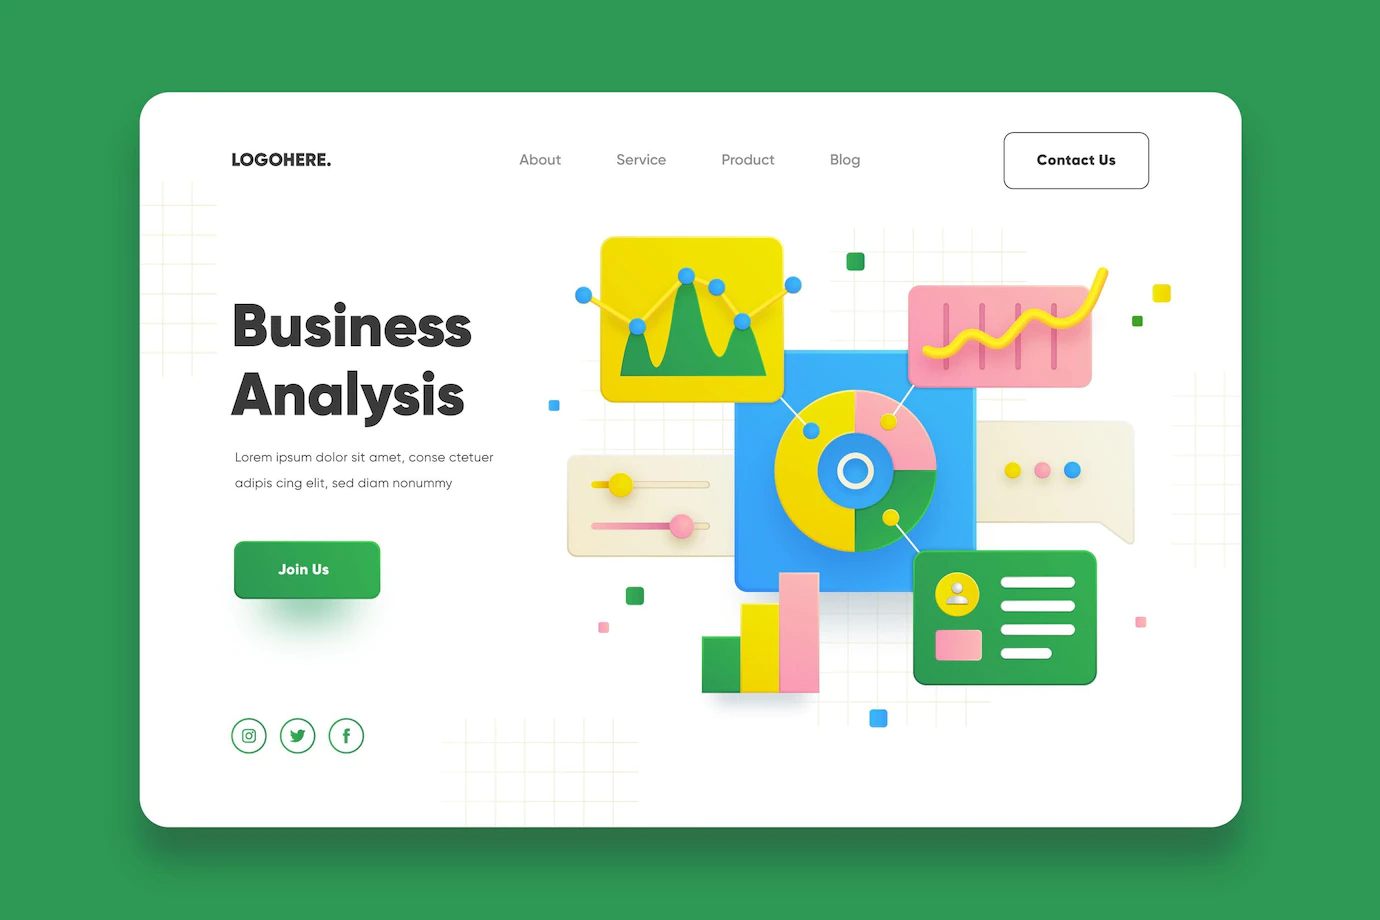 LOGOHERE.
About
Service
Product
Blog
Contact Us
Business
Analysis
Lorem ipsum dolor sit amet, conse ctetuer
adipis cing elit, sed diam nonummy
Join Us